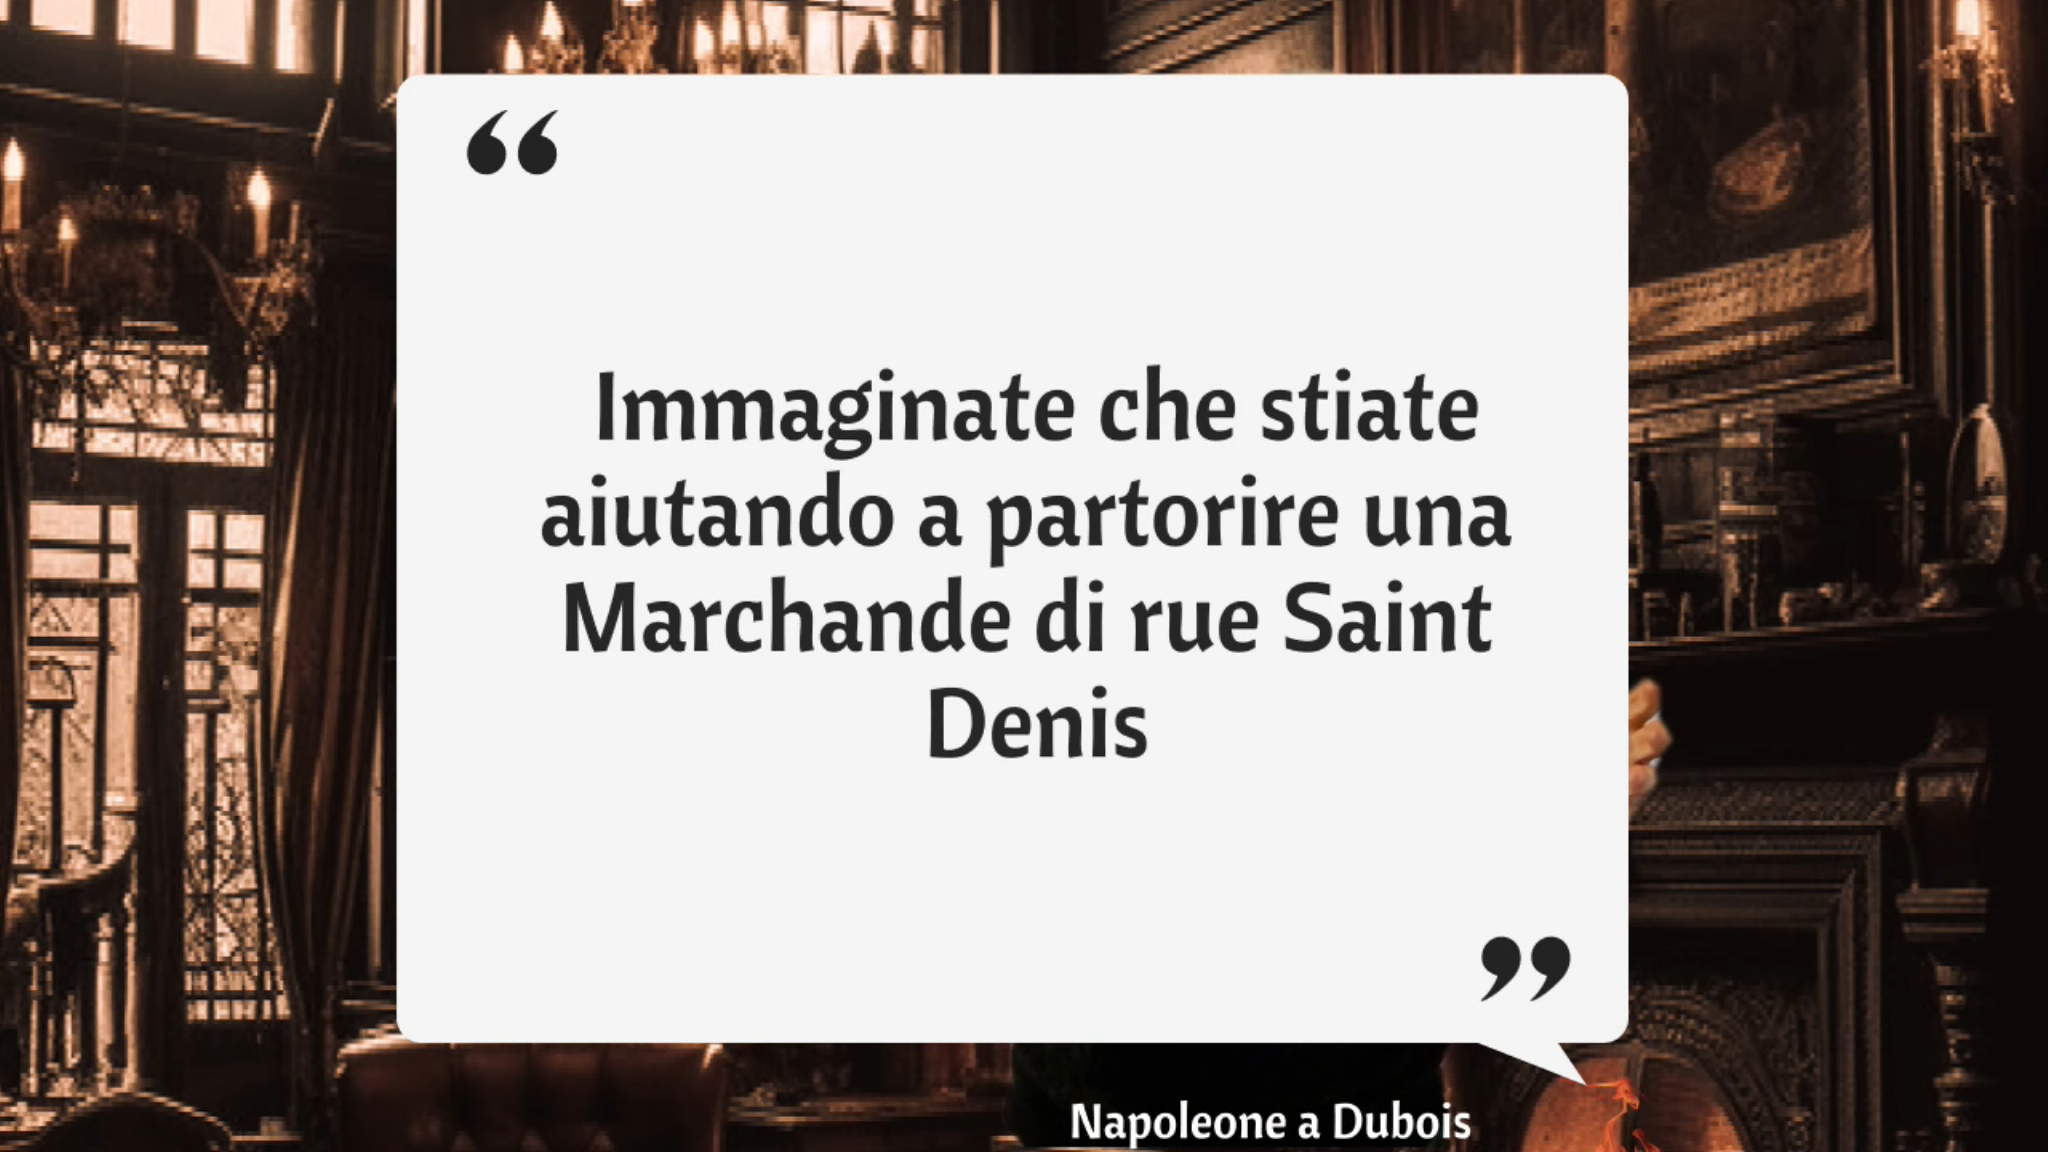 “
Immaginate che stiate
aiutando a partorire una
Marchande di rue Saint
Denis
”
Napoleone a Dubois